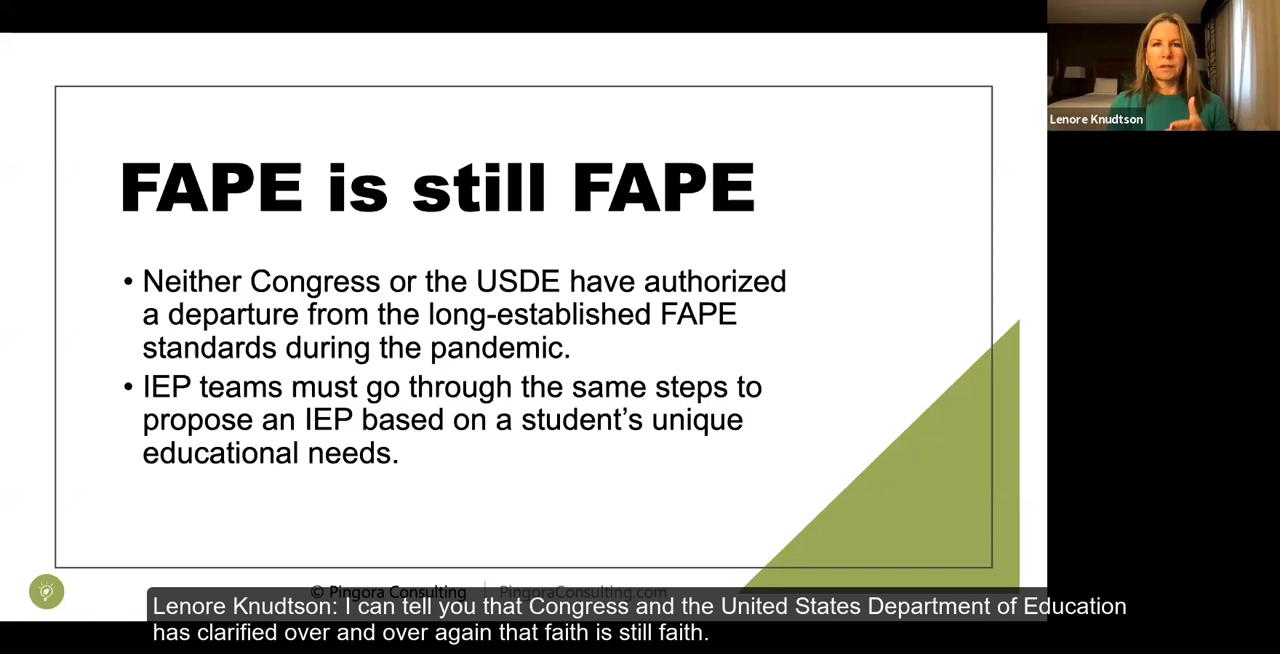 Lenore Knudtson
FAPE is still FAPE
• Neither Congress or the USDE have authorized
a departure from the long-established FAPE
standards during the pandemic.
• IEP teams must go through the same steps to
propose an IEP based on a student’s unique
educational needs.
© Pingora Consulting | PingoraConsulting.com
Lenore Knudtson: I can tell you that Congress and the United States Department of Education
has clarified over and over again that faith is still faith.